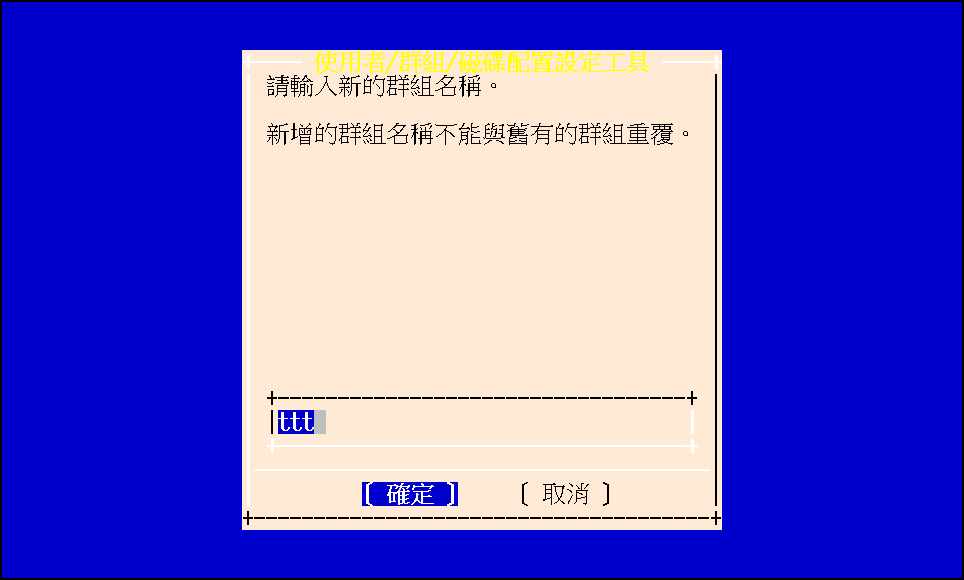 使用者/群組/磁碟配置設定工具
請輸入新的群組名稱。
新增的群組名稱不能與舊有的群組重覆。
ttt
[ 確定 ] [ 取消 ]